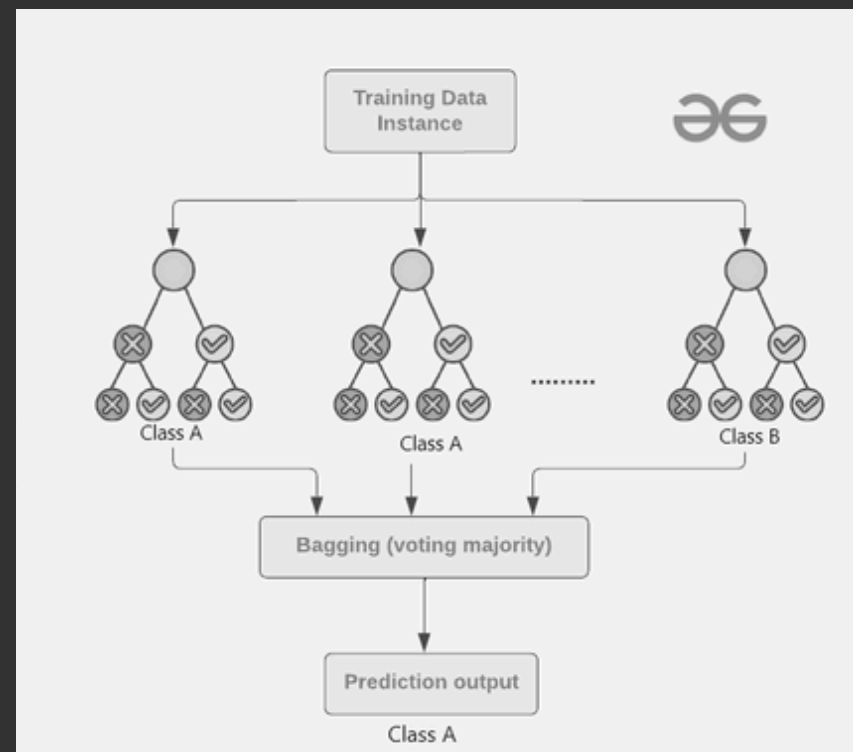 Training Data
Instance
.........
Class A
Class A
Class B
Bagging (voting majority)
Prediction output
Class A